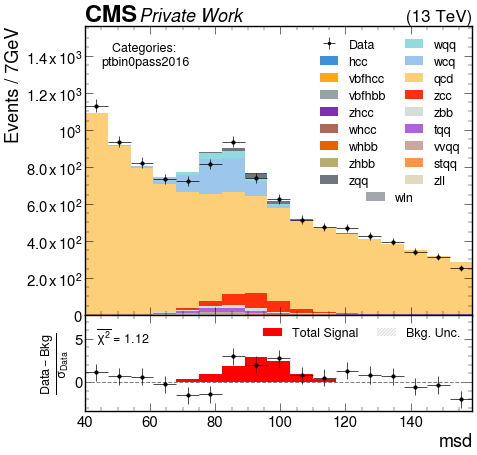 CMS Private Work (13 TeV)
Events / 7GeV
1.4 x 10³
1.2 x 10³
10³
8.0 x 10²
6.0 x 10²
4.0 x 10²
2.0 x 10²
0
Categories:
ptbin0pass2016
Data
hcc
vbfhcc
vbfhbb
zhcc
whcc
whbb
zhbb
zqq
wqq
wcq
qcd
zcc
zbb
tqq
vvqq
stqq
zll
wln
Data − Bkg
σData
5
0
χ² = 1.12
Total Signal
Bkg. Unc.
40 60 80 100 120 140
msd